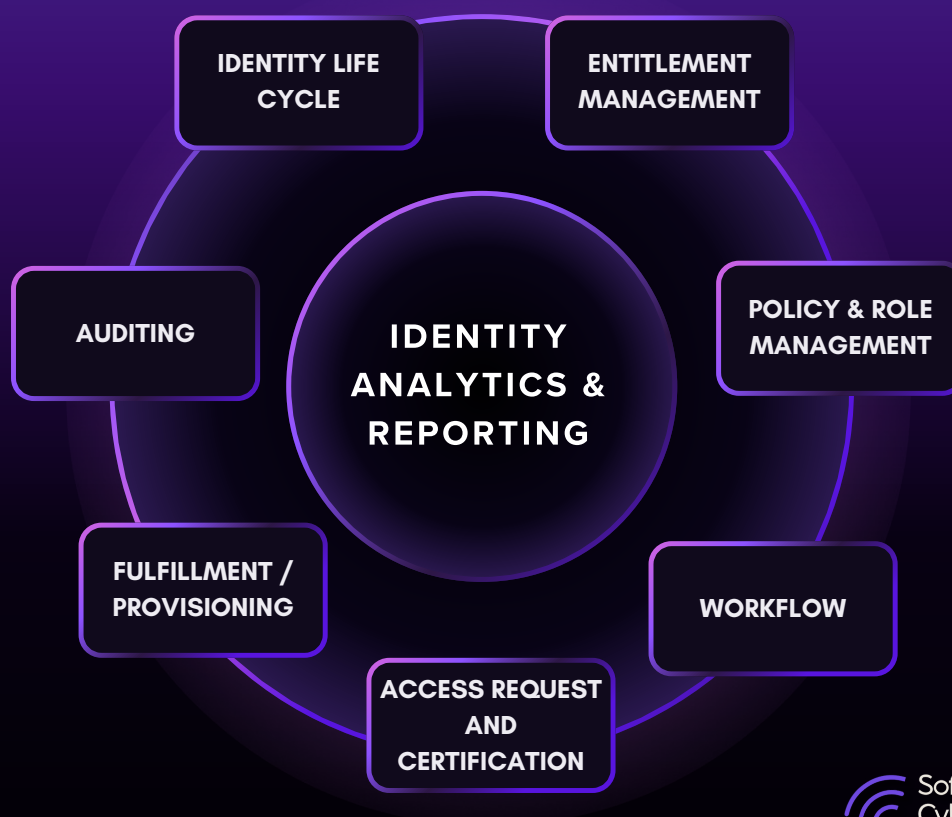 IDENTITY LIFE
CYCLE
ENTITLEMENT
MANAGEMENT
AUDITING
POLICY & ROLE
MANAGEMENT
IDENTITY
ANALYTICS &
REPORTING
FULFILLMENT /
PROVISIONING
WORKFLOW
ACCESS REQUEST
AND
CERTIFICATION